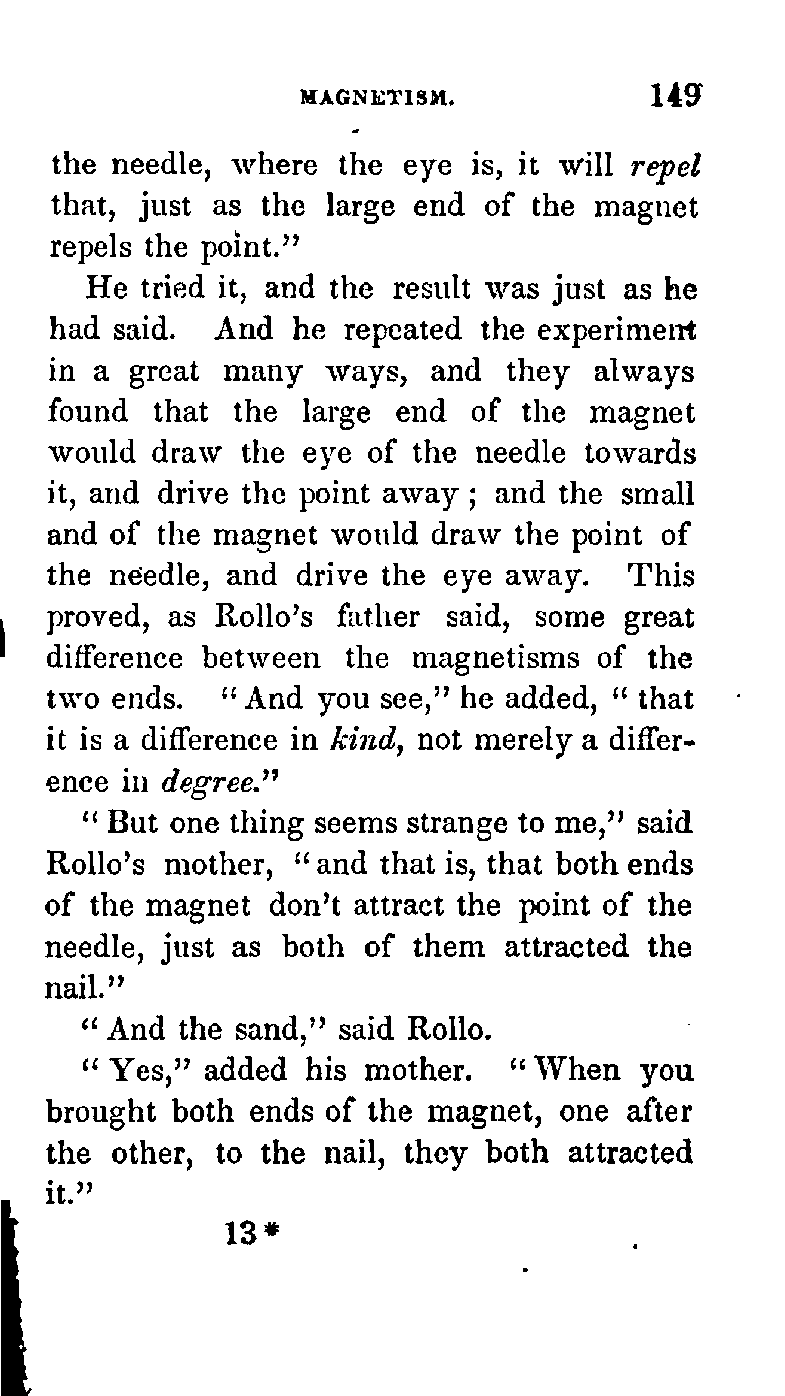 MAGNETISM. 149
the needle, where the eye is, it will repel
that, just as the large end of the magnet
repels the point.”
He tried it, and the result was just as he
had said. And he repeated the experiment
in a great many ways, and they always
found that the large end of the magnet
would draw the eye of the needle towards
it, and drive the point away ; and the small
and of the magnet would draw the point of
the needle, and drive the eye away. This
proved, as Rollo’s father said, some great
difference between the magnetisms of the
two ends. “ And you see,” he added, “ that
it is a difference in kind, not merely a differ-
ence in degree.”
“ But one thing seems strange to me,” said
Rollo’s mother, “ and that is, that both ends
of the magnet don’t attract the point of the
needle, just as both of them attracted the
nail.”
“ And the sand,” said Rollo.
“ Yes,” added his mother. “ When you
brought both ends of the magnet, one after
the other, to the nail, they both attracted
it.”
13*